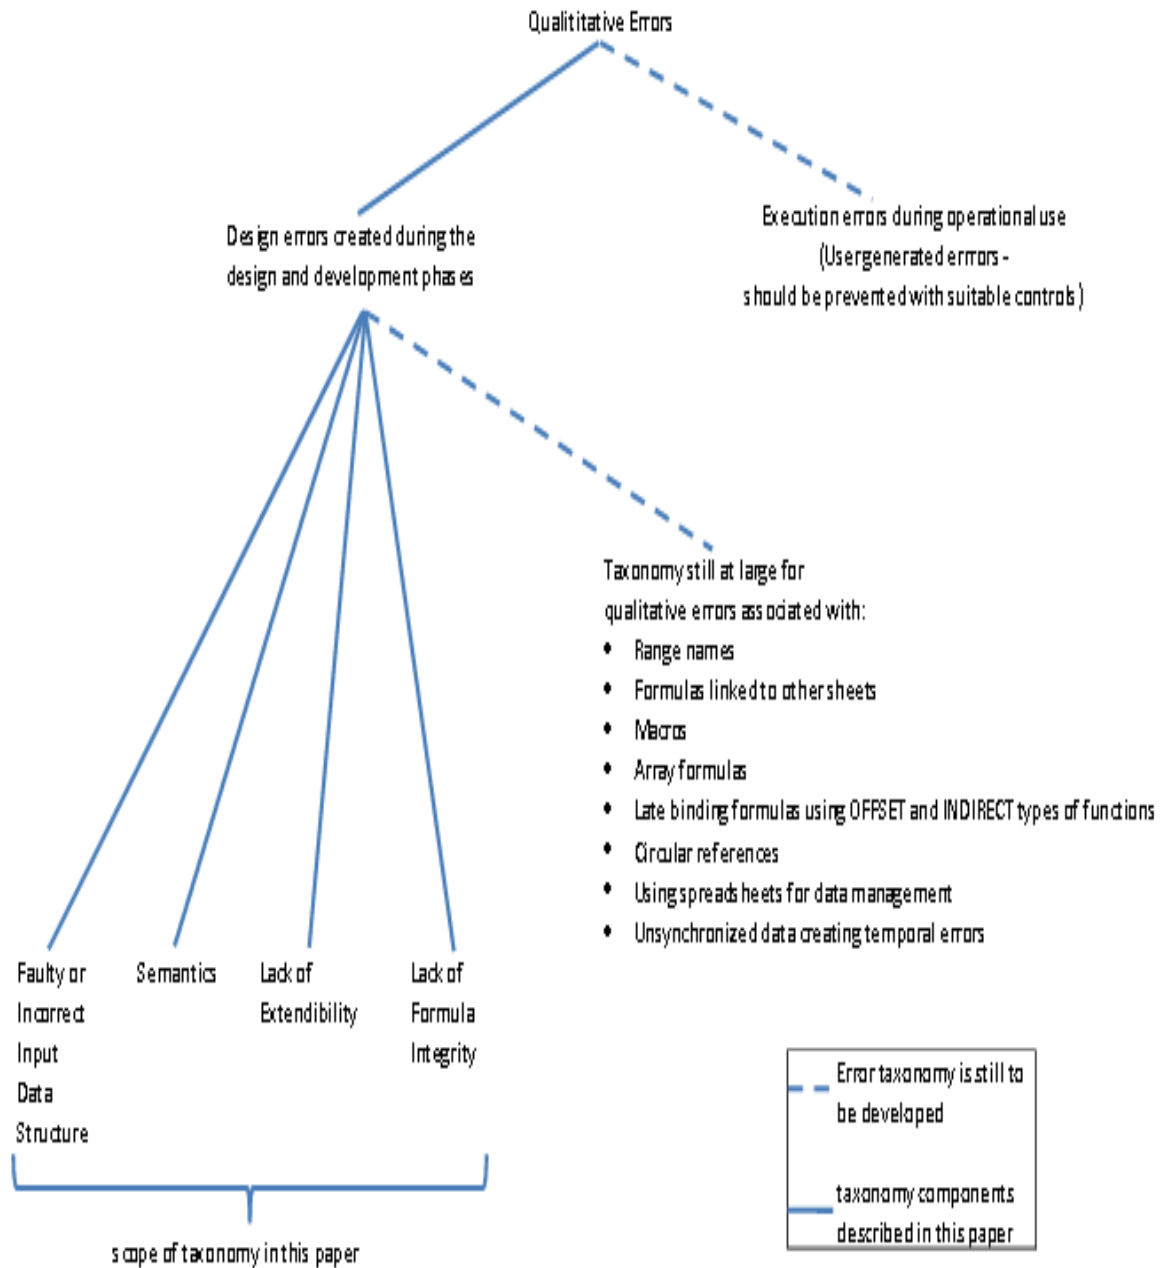 Qualititative Errors
Design errors created during the
design and development phases
Execution errors during operational use
(User generated errrors -
should be prevented with suitable controls)
Taxonomy still at large for
qualitative errors associated with:
• Range names
• Formulas linked to other sheets
• Macros
• Array formulas
• Late binding formulas using OFFSET and INDIRECT types of functions
• Circular references
• Using spreadsheets for data management
• Unsynchronized data creating temporal errors
Faulty or
Incorrect
Input
Data
Structure
Semantics
Lack of
Extendibility
Lack of
Formula
Integrity
scope of taxonomy in this paper
Error taxonomy is still to
be developed
taxonomy components
described in this paper